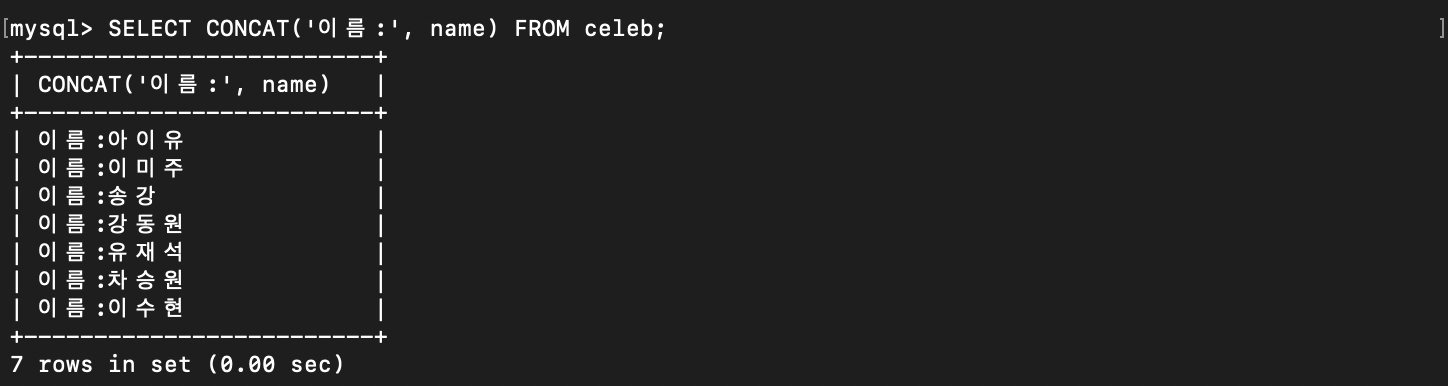 [mysql> SELECT CONCAT('이름:', name) FROM celeb; ]
+-------------------------+
| CONCAT('이름:', name)   |
+-------------------------+
| 이름:아이유             |
| 이름:이미주             |
| 이름:송강               |
| 이름:강동원             |
| 이름:유재석             |
| 이름:차승원             |
| 이름:이수현             |
+-------------------------+
7 rows in set (0.00 sec)